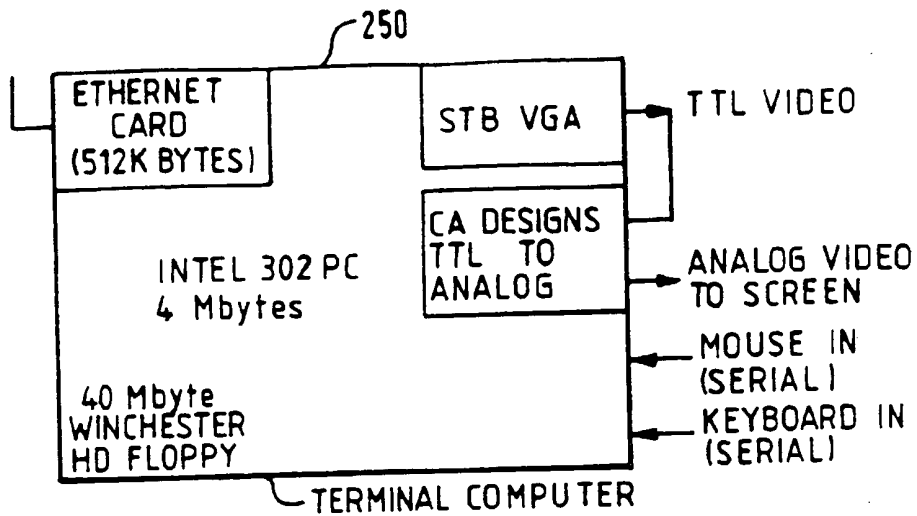 250
ETHERNET
CARD
(512K BYTES)
STB VGA
TTL VIDEO
CA DESIGNS
TTL TO
ANALOG
INTEL 302 PC
4 Mbytes
ANALOG VIDEO
TO SCREEN
MOUSE IN
(SERIAL)
40 Mbyte
WINCHESTER
HD FLOPPY
KEYBOARD IN
(SERIAL)
TERMINAL COMPUTER